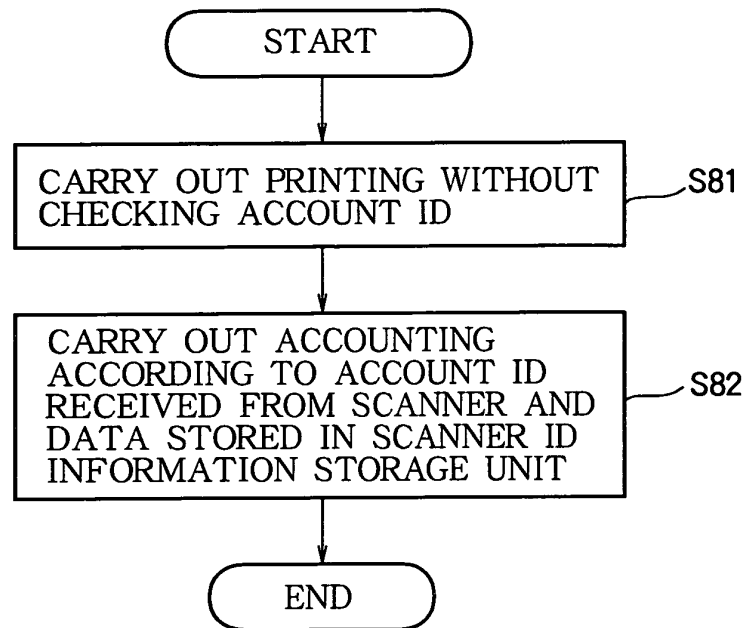 START
CARRY OUT PRINTING WITHOUT
CHECKING ACCOUNT ID
S81
CARRY OUT ACCOUNTING
ACCORDING TO ACCOUNT ID
RECEIVED FROM SCANNER AND
DATA STORED IN SCANNER ID
INFORMATION STORAGE UNIT
S82
END